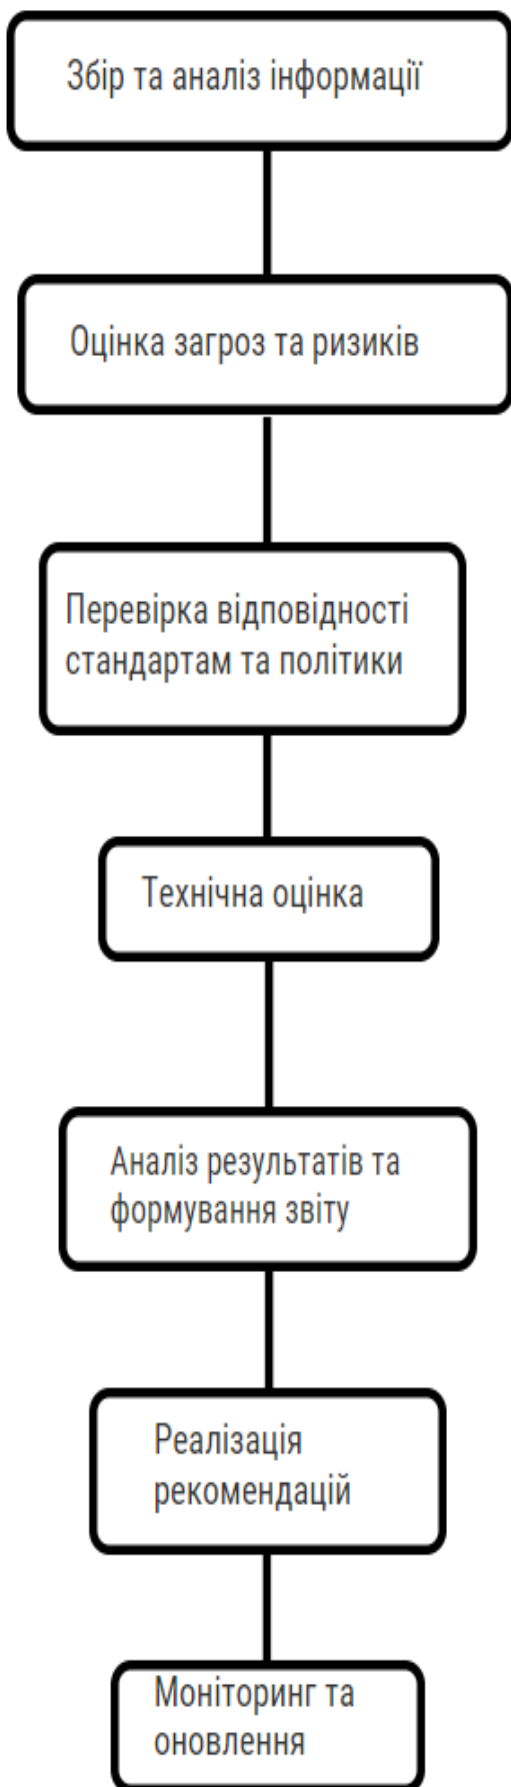 Збір та аналіз інформації
Оцінка загроз та ризиків
Перевірка відповідності
стандартам та політики
Технічна оцінка
Аналіз результатів та
формування звіту
Реалізація
рекомендацій
Моніторинг та
оновлення